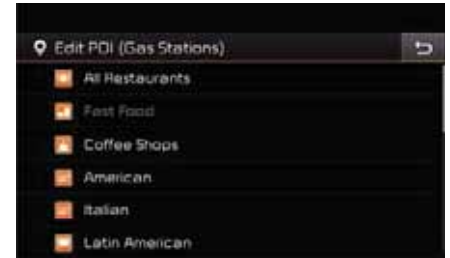 Edit POI (Gas Stations)
All Restaurants
Fast Food
Coffee Shops
American
Italian
Latin American